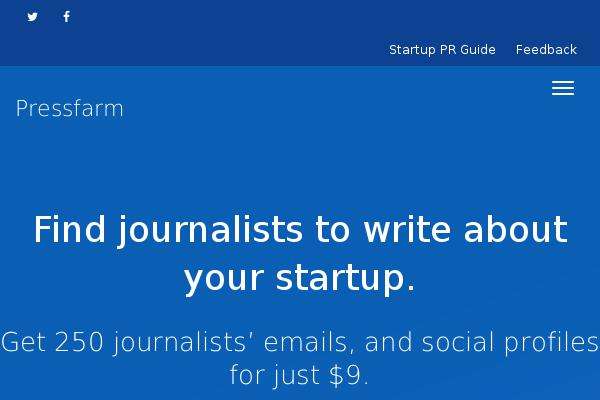 Startup PR Guide Feedback
Pressfarm
Find journalists to write about
your startup.
Get 250 journalists’ emails, and social profiles
for just $9.